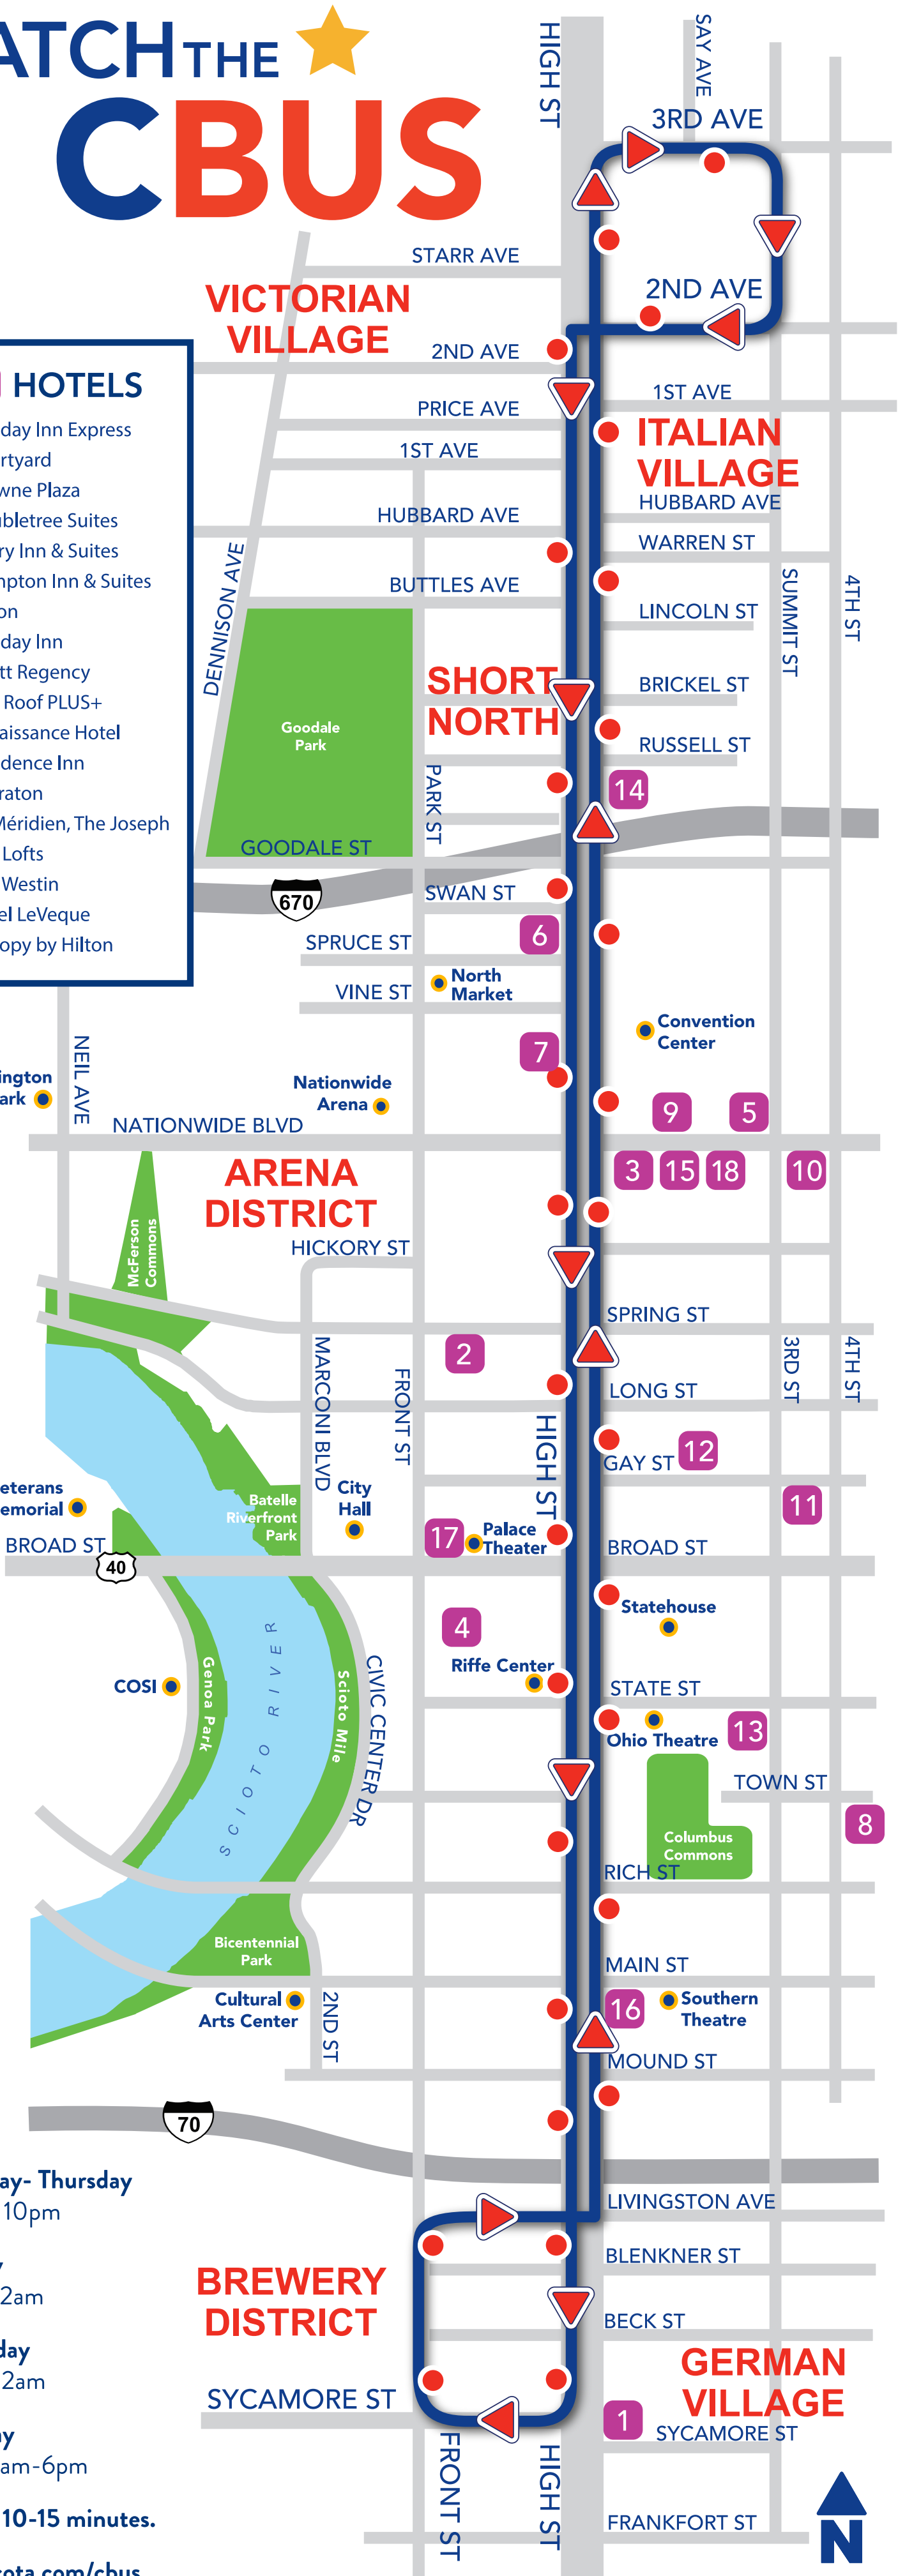 ATCH THE
CBUS
HIGH ST
SAY AVE
3RD AVE
STARR AVE
VICTORIAN
VILLAGE
2ND AVE
2ND AVE
1ST AVE
PRICE AVE
ITALIAN
VILLAGE
1ST AVE
HUBBARD AVE
HUBBARD AVE
WARREN ST
BUTTLES AVE
DENNISON AVE
SUMMIT ST
4TH ST
LINCOLN ST
HOTELS
day Inn Express
rtyard
wne Plaza
bletree Suites
ry Inn & Suites
mpton Inn & Suites
on
day Inn
tt Regency
Roof PLUS+
aissance Hotel
dence Inn
raton
Méridien, The Joseph
Lofts
Westin
el LeVeque
opy by Hilton
SHORT
NORTH
BRICKEL ST
Goodale
Park
RUSSELL ST
PARK ST
14
GOODALE ST
670
SWAN ST
6
SPRUCE ST
North
Market
VINE ST
Convention
Center
7
NEIL AVE
ington
ark
Nationwide
Arena
9
5
NATIONWIDE BLVD
3
15
18
10
ARENA
DISTRICT
McFerson
Commons
HICKORY ST
SPRING ST
2
MARCONI BLVD
FRONT ST
3RD ST
4TH ST
LONG ST
HIGH ST
GAY ST
12
11
eterans
emorial
City
Hall
Batelle
Riverfront
Park
17
Palace
Theater
BROAD ST
40
BROAD ST
Statehouse
4
Riffe Center
COSI
Genoa Park
SCIOTO RIVER
Scioto Mile
CIVIC CENTER DR
STATE ST
Ohio Theatre
13
TOWN ST
8
Columbus
Commons
RICH ST
Bicentennial
Park
MAIN ST
Cultural
Arts Center
2ND ST
16
Southern
Theatre
MOUND ST
70
ay- Thursday
10pm
LIVINGSTON AVE
BLENKNER ST
BREWERY
DISTRICT
2am
BECK ST
day
2am
GERMAN
VILLAGE
SYCAMORE ST
1
SYCAMORE ST
y
am-6pm
FRONT ST
HIGH ST
10-15 minutes.
FRANKFORT ST
N
cota.com/cbus